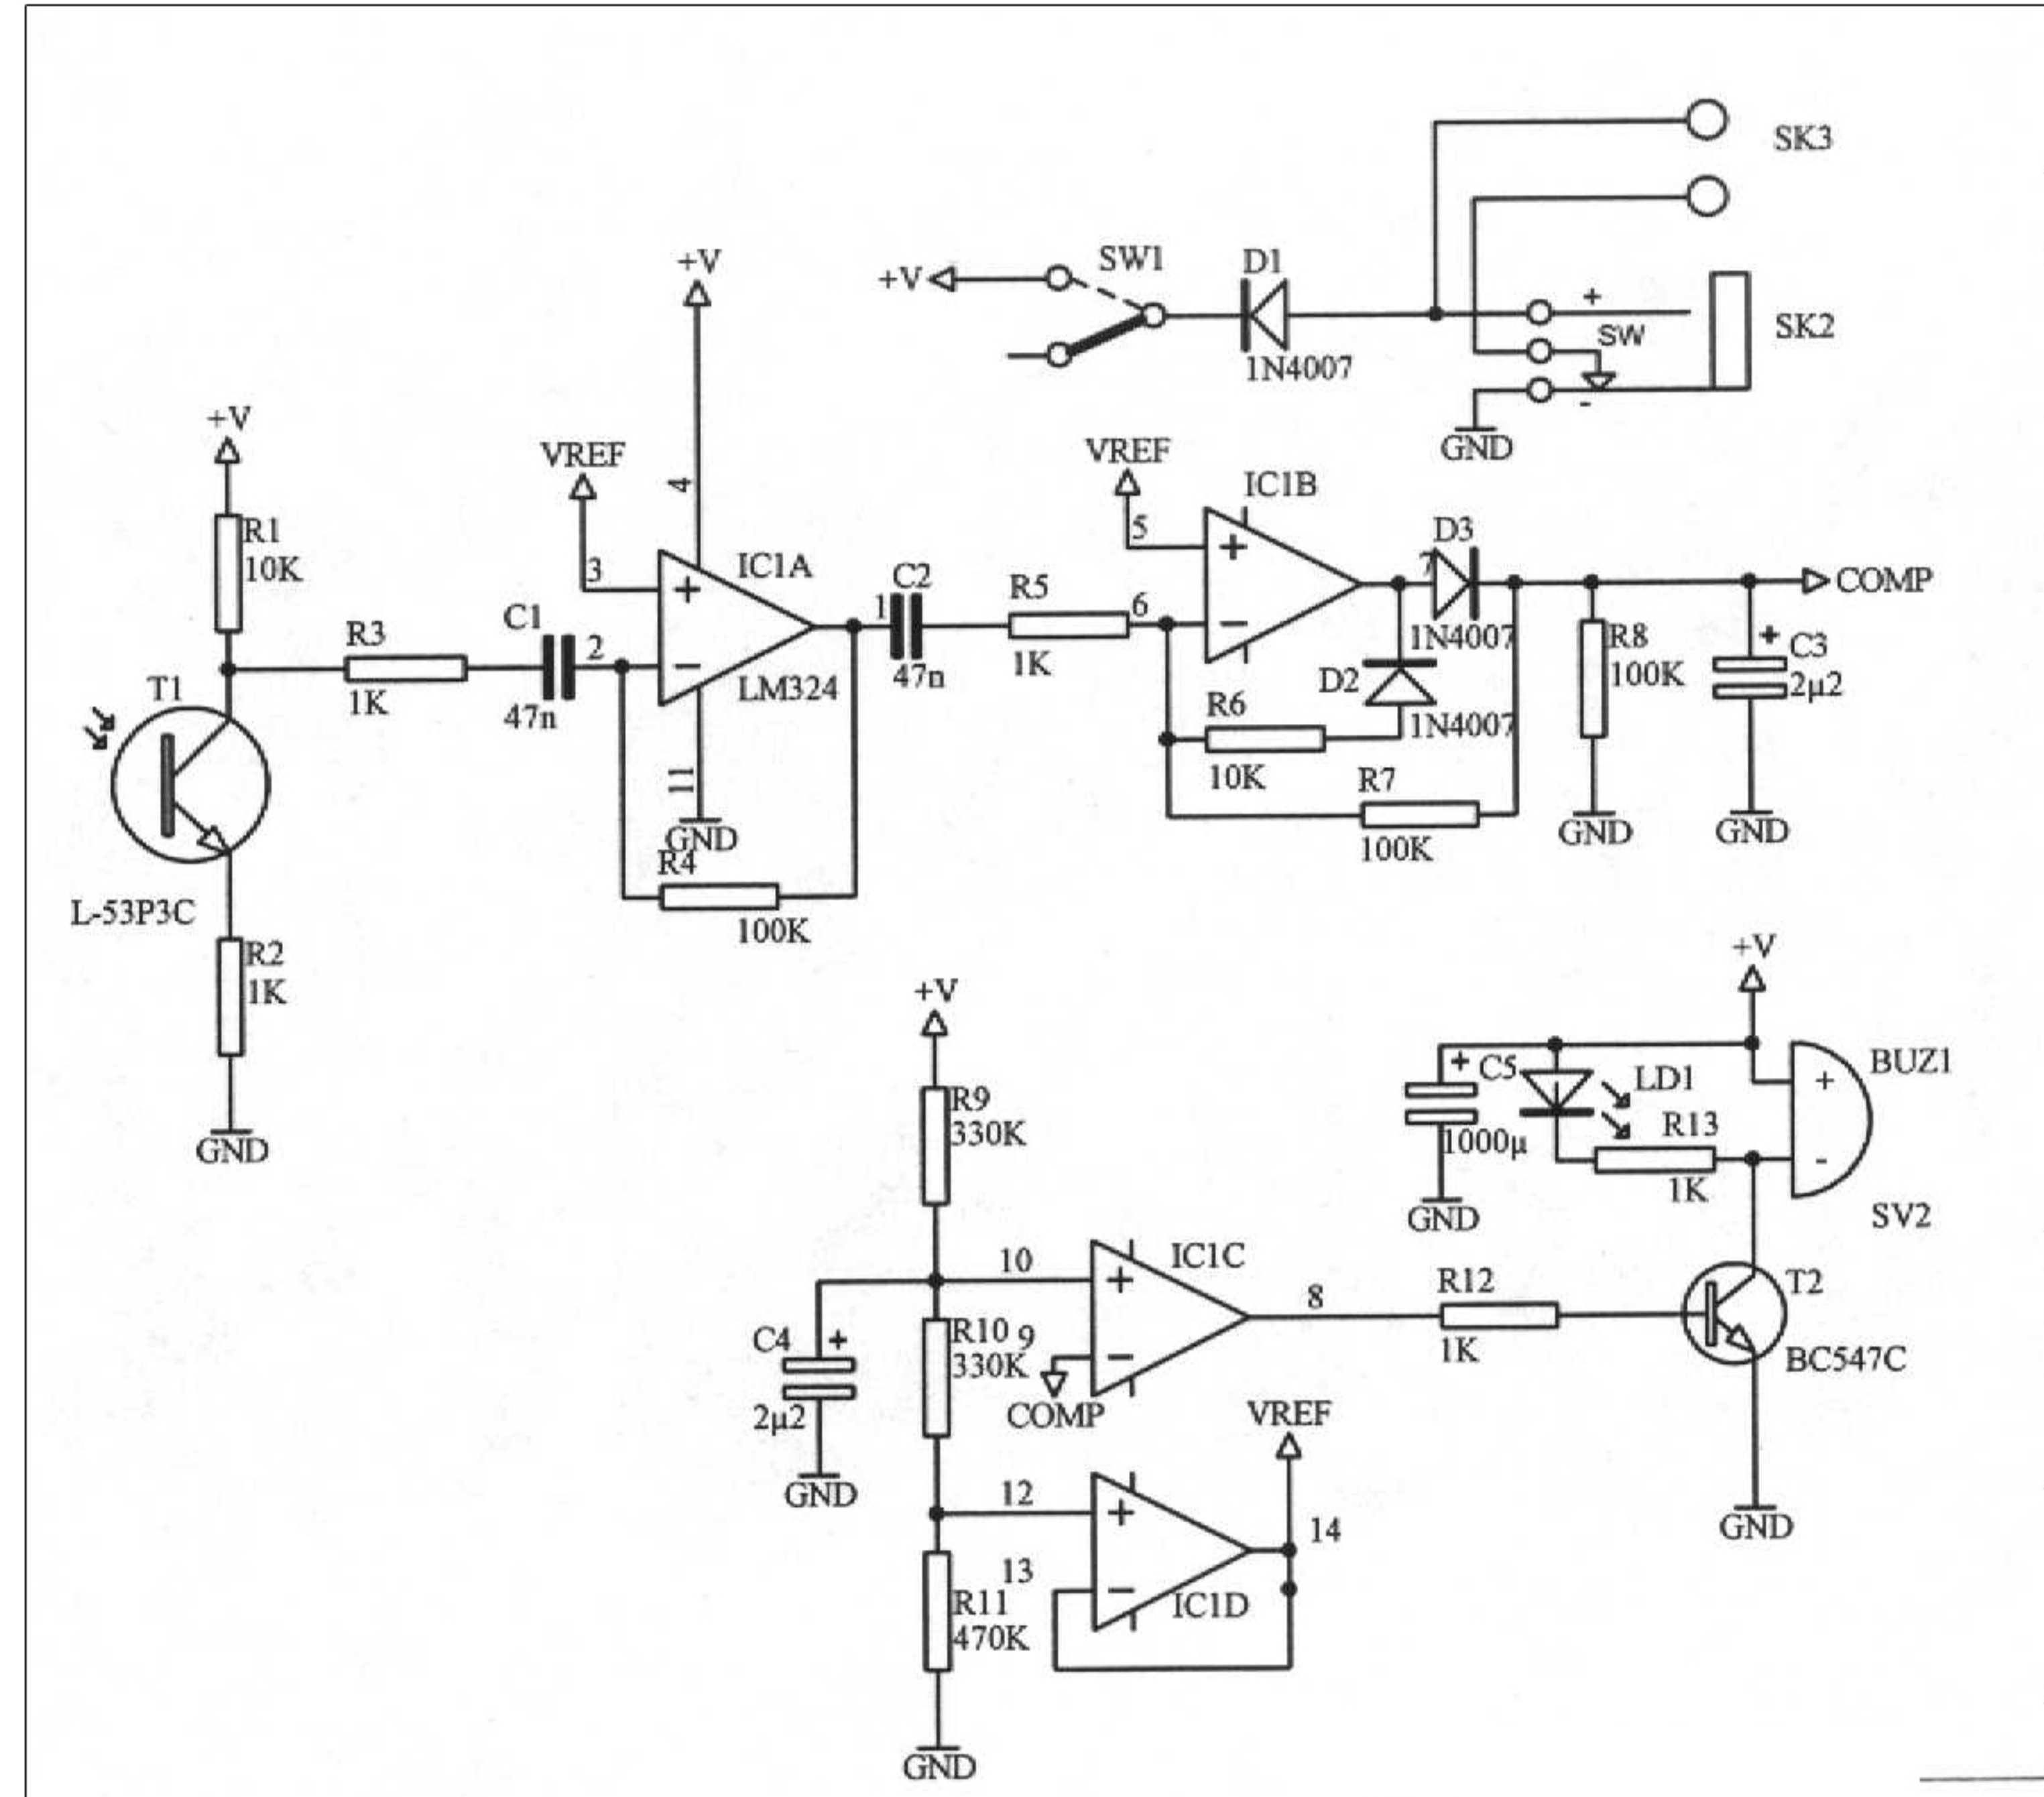 SK3
+V
SW1
D1
1N4007
+
SW
-
SK2
GND
+V
R1
10K
T1
L-53P3C
R2
1K
GND
R3
1K
C1
47n
VREF
3
2
+V
4
+
-
IC1A
LM324
11
GND
R4
100K
1
C2
47n
R5
1K
VREF
5
6
IC1B
+
-
7
D3
1N4007
D2
1N4007
R6
10K
R7
100K
COMP
R8
100K
GND
+
C3
2µ2
GND
+V
R9
330K
10
R10
330K
9
COMP
C4
+
2µ2
GND
+
-
IC1C
8
R12
1K
12
13
R11
470K
GND
+
-
IC1D
VREF
14
+V
+
C5
1000µ
GND
LD1
R13
1K
+
-
BUZ1
SV2
T2
BC547C
GND